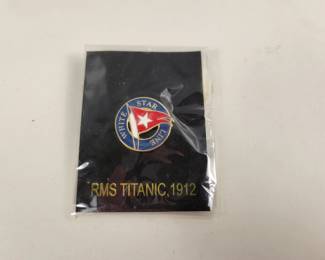 WHITE STAR LINE
RMS TITANIC, 1912